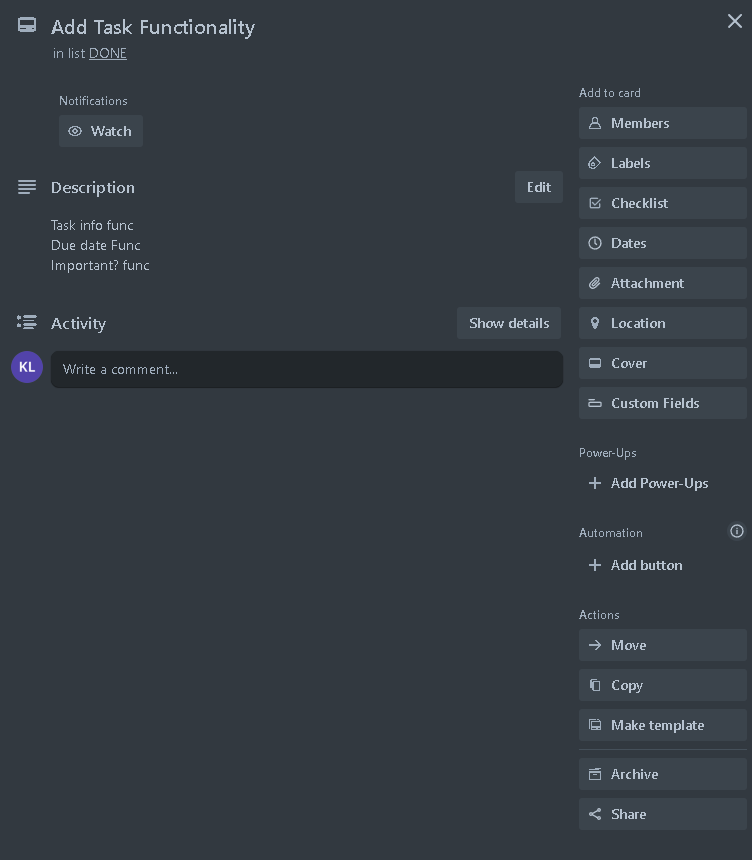 Add Task Functionality
in list DONE
Notifications
Watch
Description
Edit
Task info func
Due date Func
Important? func
Activity
Show details
KL
Write a comment...
Add to card
Members
Labels
Checklist
Dates
Attachment
Location
Cover
Custom Fields
Power-Ups
Add Power-Ups
Automation
Add button
Actions
Move
Copy
Make template
Archive
Share